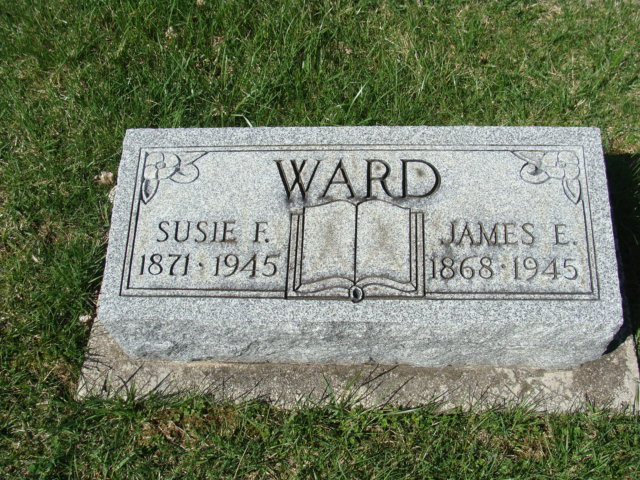 WARD
SUSIE F.
1871 · 1945
JAMES E.
1868 · 1945